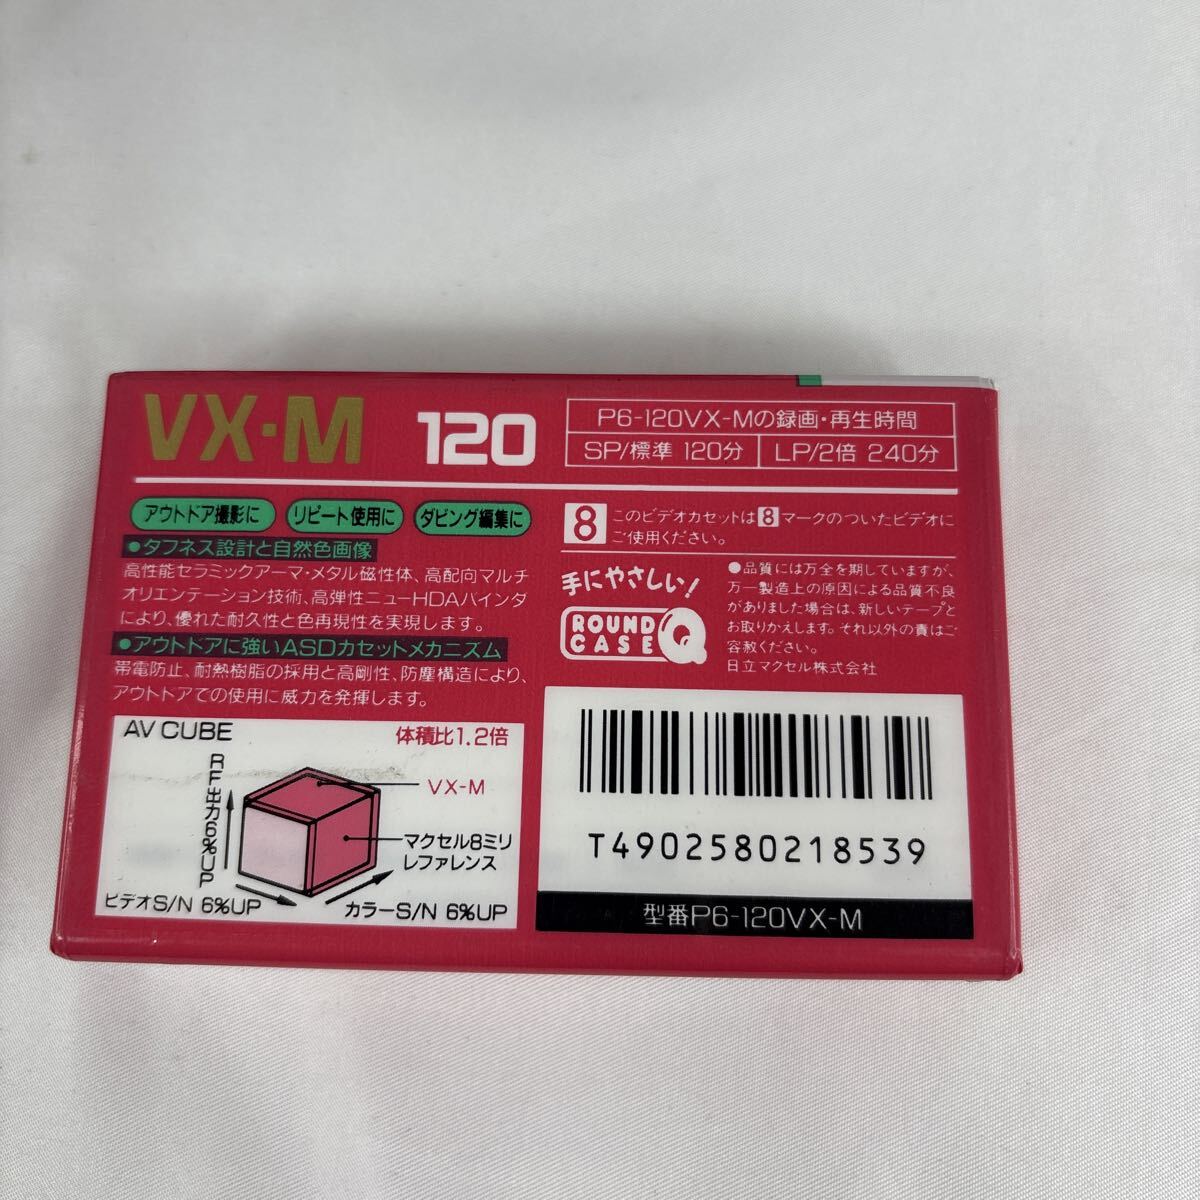 VX・M 120
P6-120VX-Mの録画・再生時間
SP/標準 120分
LP/2倍 240分
アウトドア撮影に
リピート使用に
ダビング編集に
●タフネス設計と自然色画像
高性能セラミックアーマ・メタル磁性体、高配向マルチ
オリエンテーション技術、高弾性ニューHDAバインダ
により、優れた耐久性と色再現性を実現します。
●アウトドアに強いASDカセットメカニズム
帯電防止、耐熱樹脂の採用と高剛性、防塵構造により、
アウトドアでの使用に威力を発揮します。
8
このビデオカセットは8マークのついたビデオに
ご使用ください。
手にやさしい!
ROUND
CASE
●品質には万全を期していますが、
万一製造上の原因による品質不良
がありました場合は、新しいテープと
お取りかえします。それ以外の責はご
容赦ください。
日立マクセル株式会社
AV CUBE
体積比1.2倍
RF出力6%UP
VX-M
マクセル8ミリ
レファレンス
ビデオS/N 6%UP
カラーS/N 6%UP
T4902580218539
型番P6-120VX-M